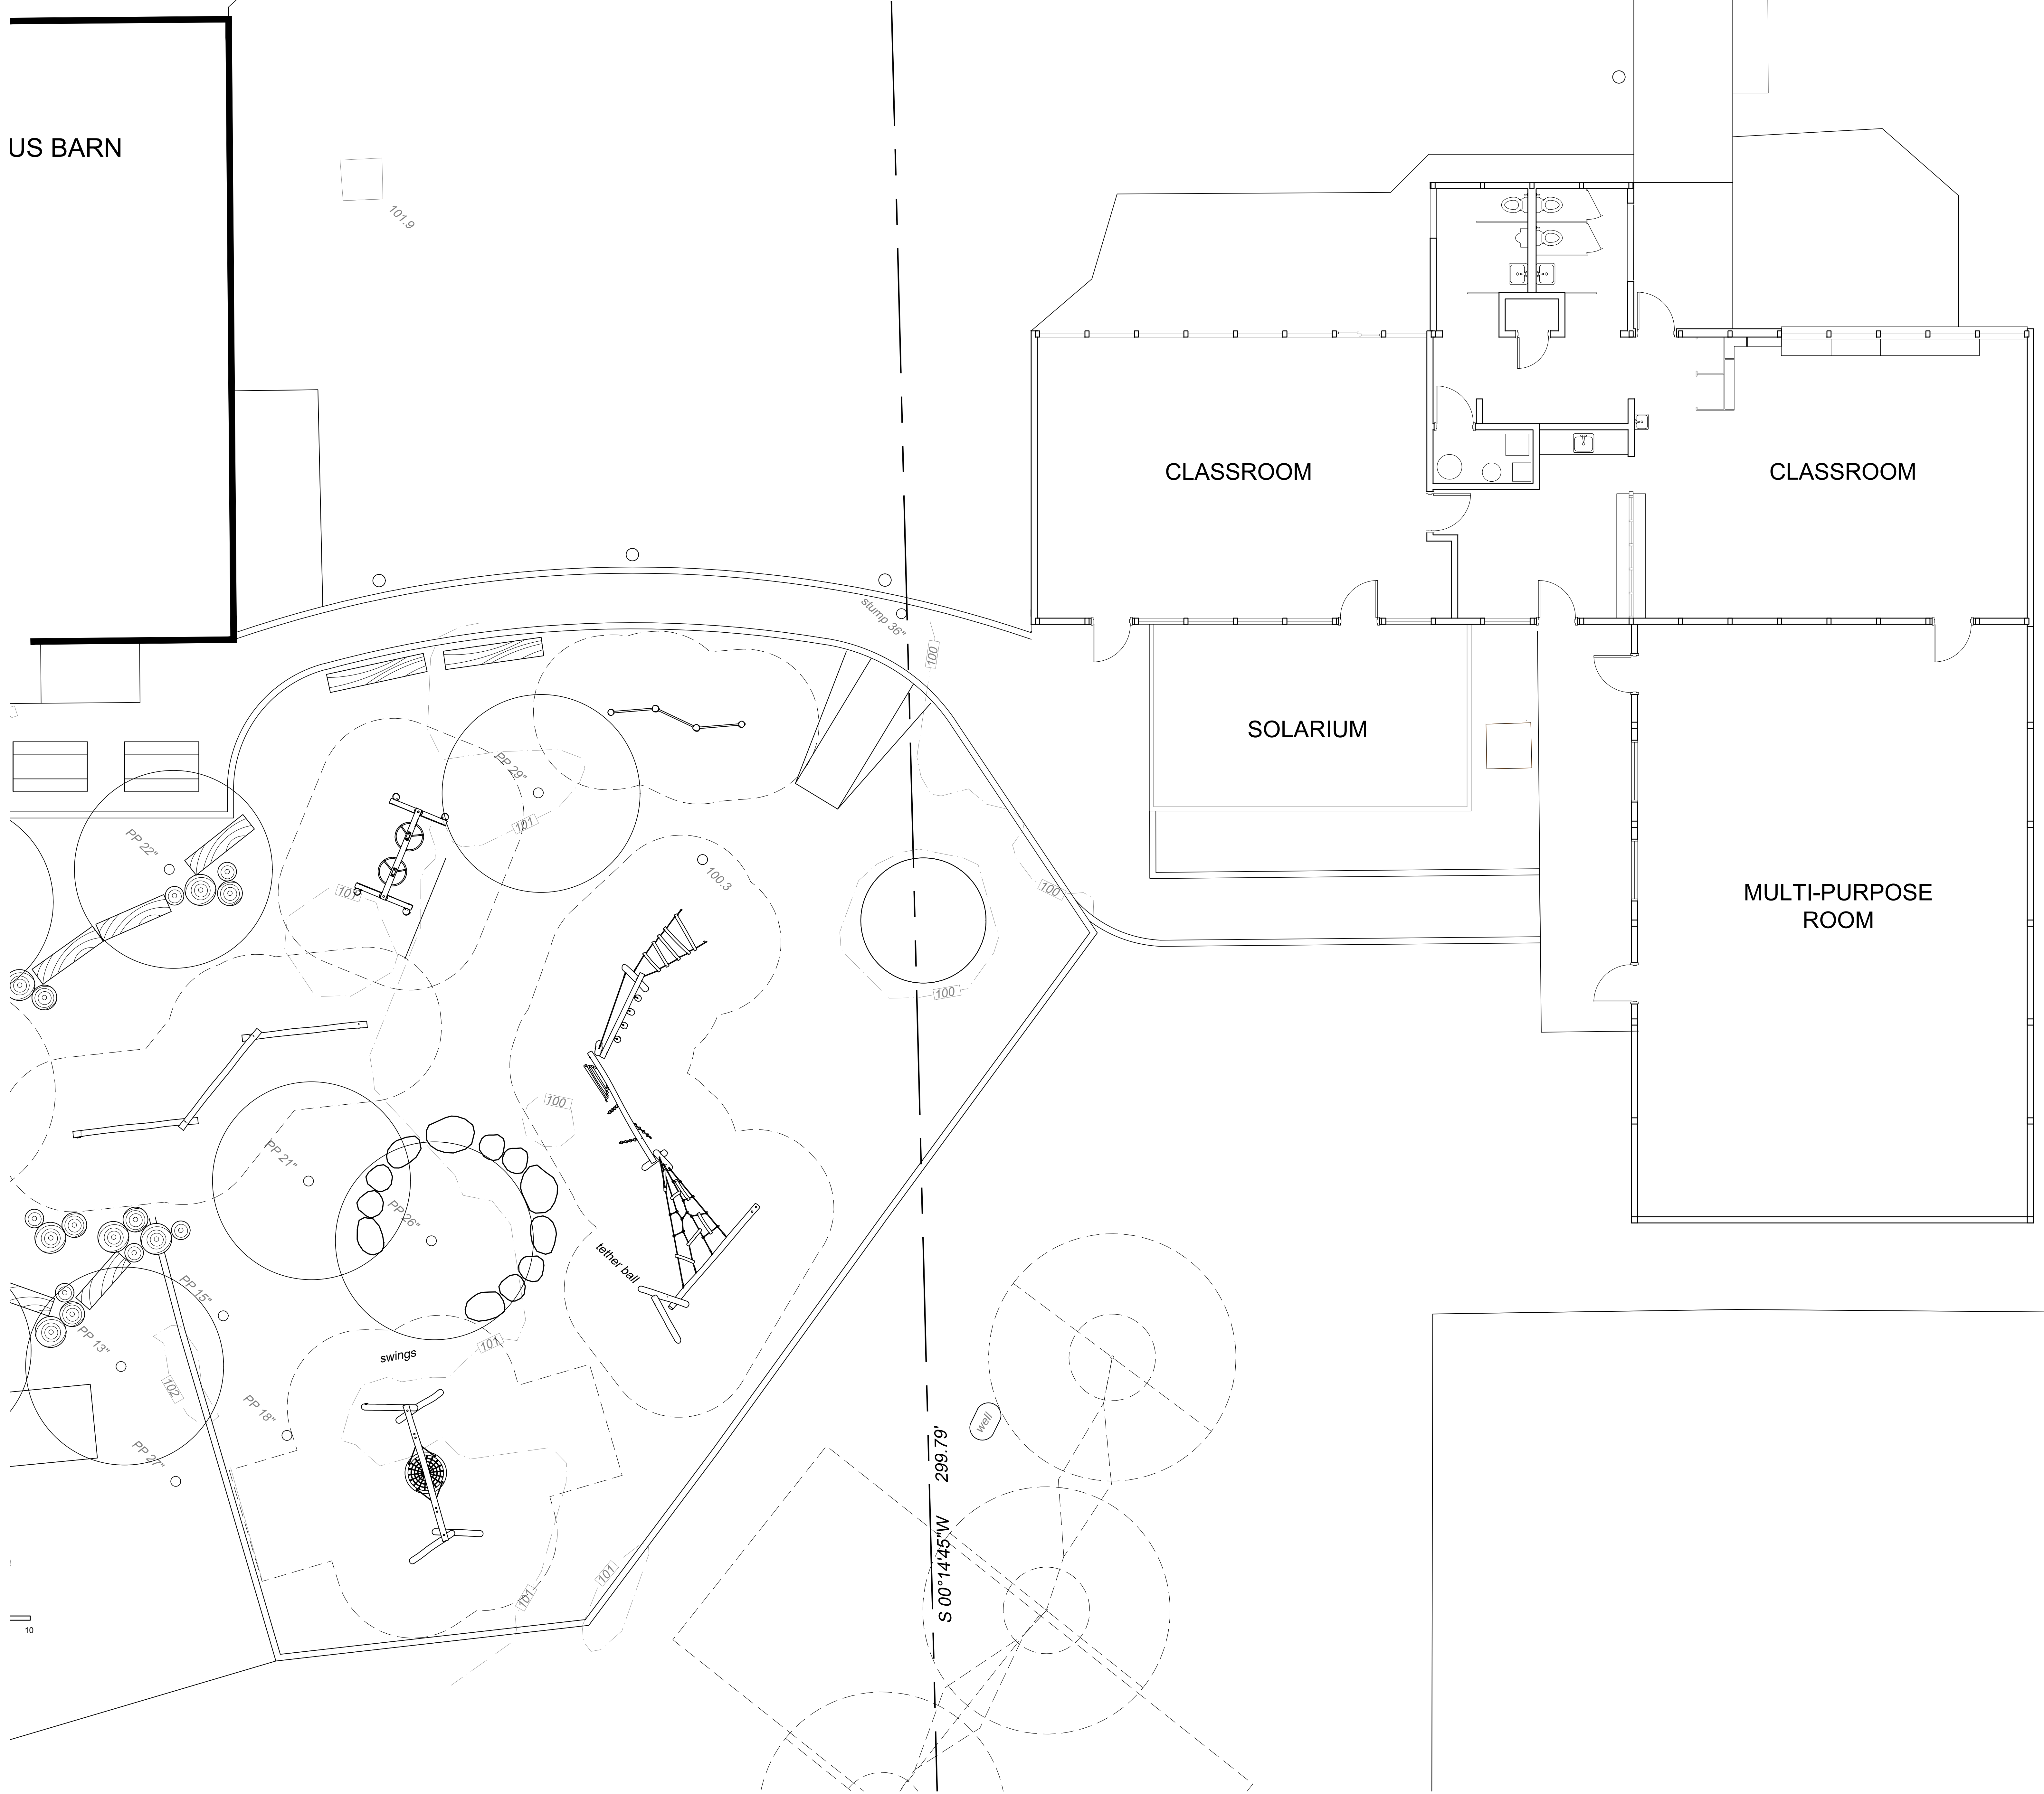 US BARN
101.9
CLASSROOM
CLASSROOM
stump 36"
100
SOLARIUM
PP 29"
101
PP 22"
100.3
101
100
MULTI-PURPOSE
ROOM
100
100
PP 21"
PP 26"
tether ball
PP 15"
PP 13"
swings
101
102
PP 18"
well
PP 27"
S 00°14'45"W 299.79'
101
101
10